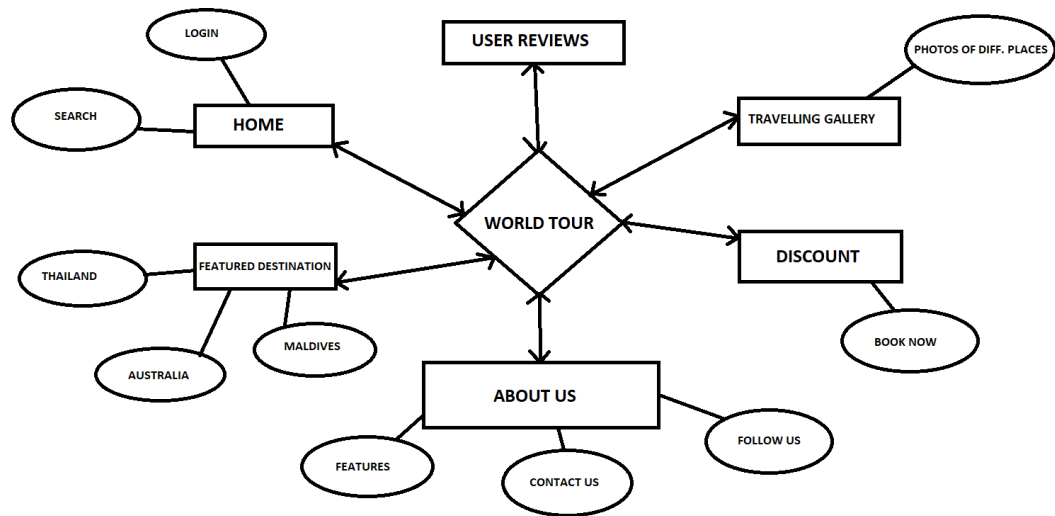 LOGIN
USER REVIEWS
PHOTOS OF DIFF. PLACES
SEARCH
HOME
TRAVELLING GALLERY
WORLD TOUR
THAILAND
FEATURED DESTINATION
DISCOUNT
AUSTRALIA
MALDIVES
BOOK NOW
ABOUT US
FEATURES
CONTACT US
FOLLOW US